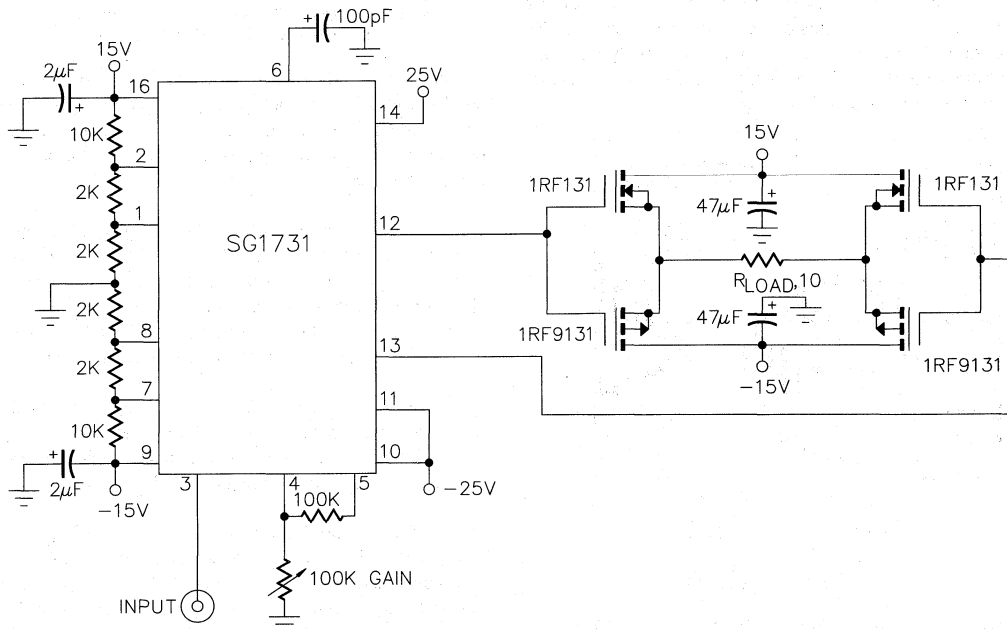 100pF
+
15V
2µF
+
6
25V
16
14
10K
15V
2
1RF131
1RF131
2K
+
47µF
1
12
SG1731
2K
RLOAD,10
2K
+
47µF
8
1RF9131
13
1RF9131
2K
-15V
7
11
10K
+
9
10
2µF
-15V
3
4
5
-25V
100K
100K GAIN
INPUT